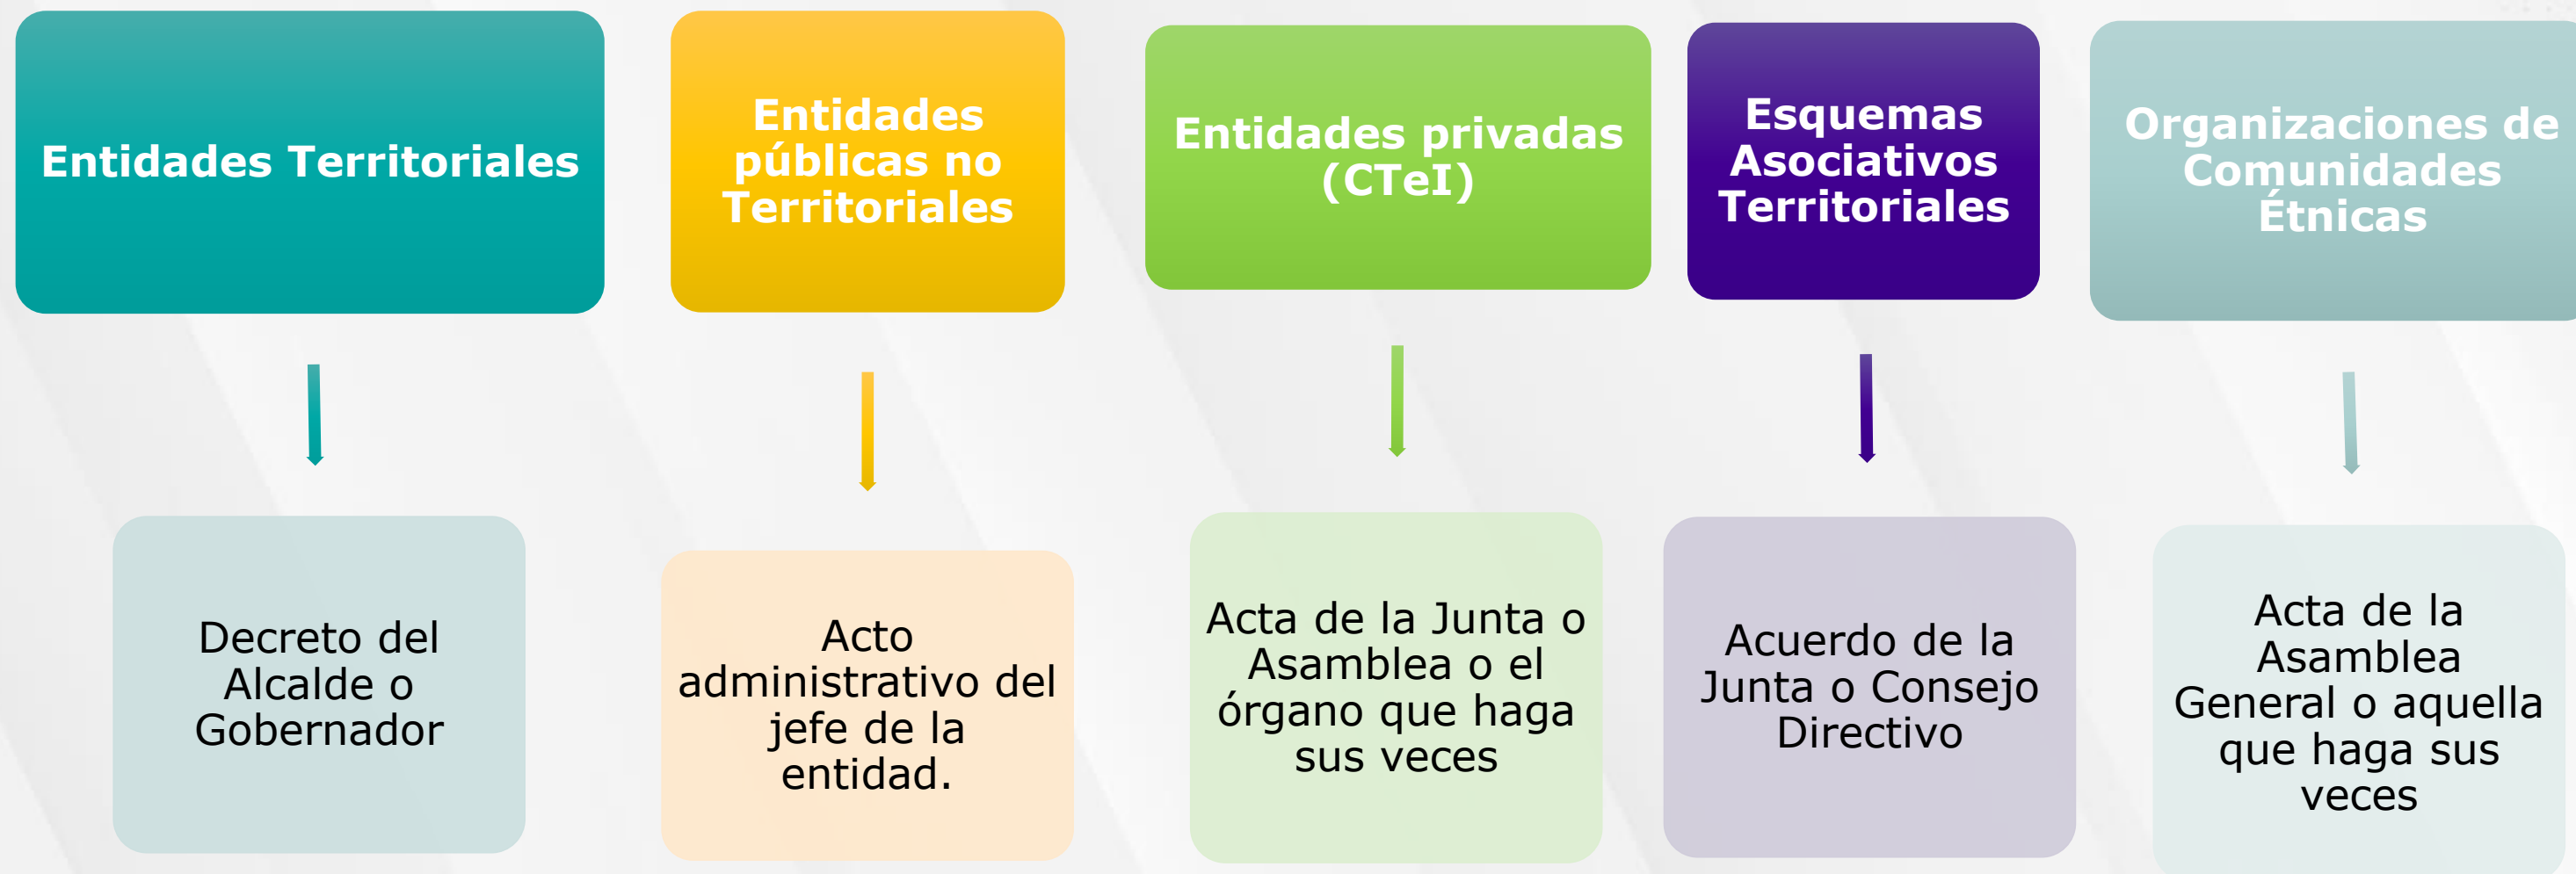 Entidades Territoriales
Entidades
públicas no
Territoriales
Entidades privadas
(CTeI)
Esquemas
Asociativos
Territoriales
Organizaciones de
Comunidades
Étnicas
Decreto del
Alcalde o
Gobernador
Acto
administrativo del
jefe de la
entidad.
Acta de la Junta o
Asamblea o el
órgano que haga
sus veces
Acuerdo de la
Junta o Consejo
Directivo
Acta de la
Asamblea
General o aquella
que haga sus
veces